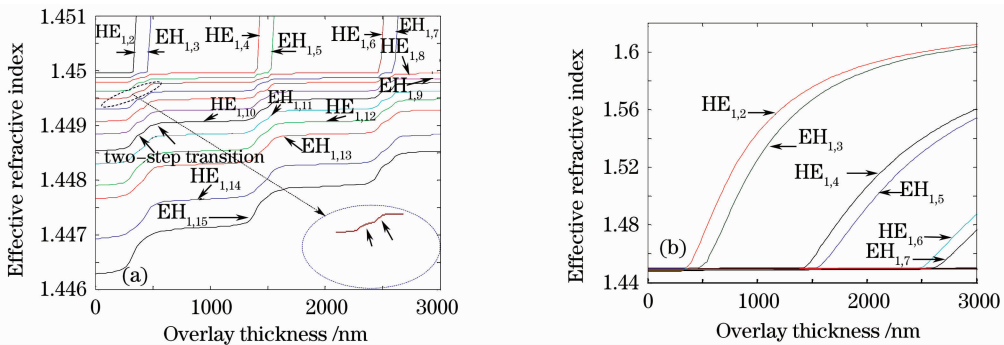 Effective refractive index
1.451
1.45
1.449
1.448
1.447
1.446
HE1,2
EH1,3
HE1,4
EH1,5
HE1,6
EH1,7
HE1,8
EH1,9
HE1,10
EH1,11
HE1,12
two-step transition
EH1,13
HE1,14
EH1,15
(a)
0
1000
2000
3000
Overlay thickness /nm
Effective refractive index
1.6
1.56
1.52
1.48
1.44
HE1,2
EH1,3
HE1,4
EH1,5
HE1,6
EH1,7
(b)
0
1000
2000
3000
Overlay thickness /nm